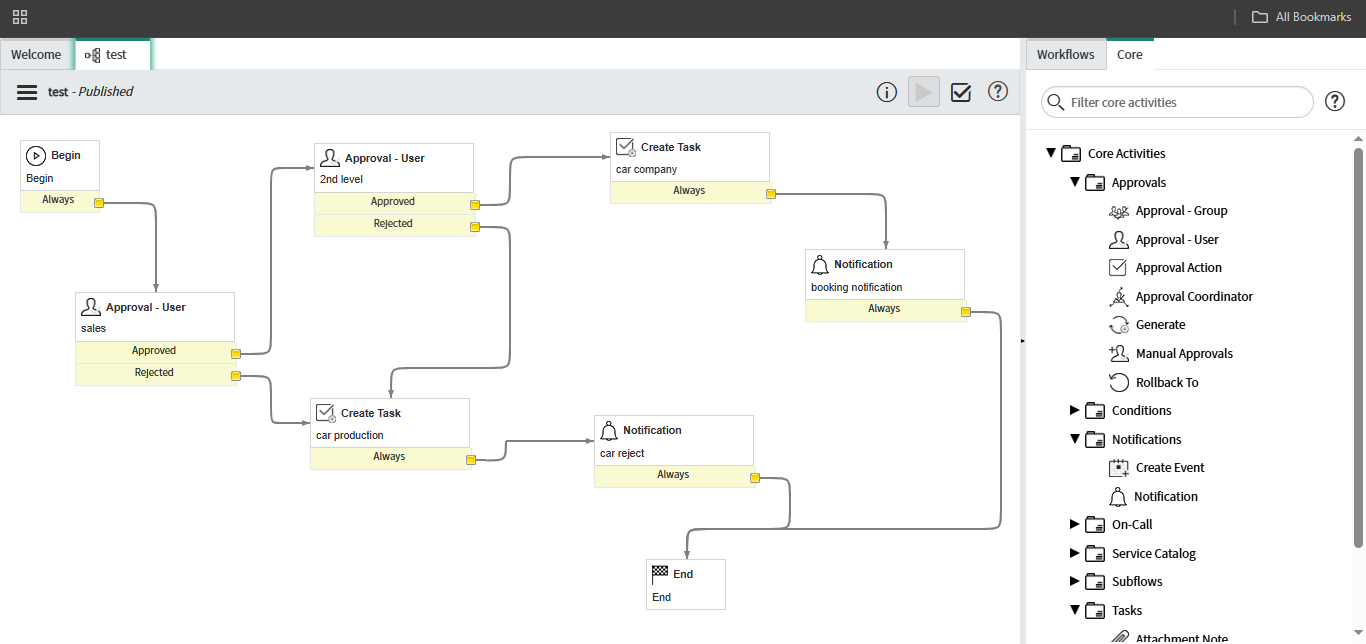 All Bookmarks
Welcome
test
test - Published
Begin
Begin
Always
Approval - User
sales
Approved
Rejected
Approval - User
2nd level
Approved
Rejected
Create Task
car company
Always
Notification
booking notification
Always
Create Task
car production
Always
Notification
car reject
Always
End
End
Workflows
Core
Filter core activities
Core Activities
Approvals
Approval - Group
Approval - User
Approval Action
Approval Coordinator
Generate
Manual Approvals
Rollback To
Conditions
Notifications
Create Event
Notification
On-Call
Service Catalog
Subflows
Tasks
Attachment Note